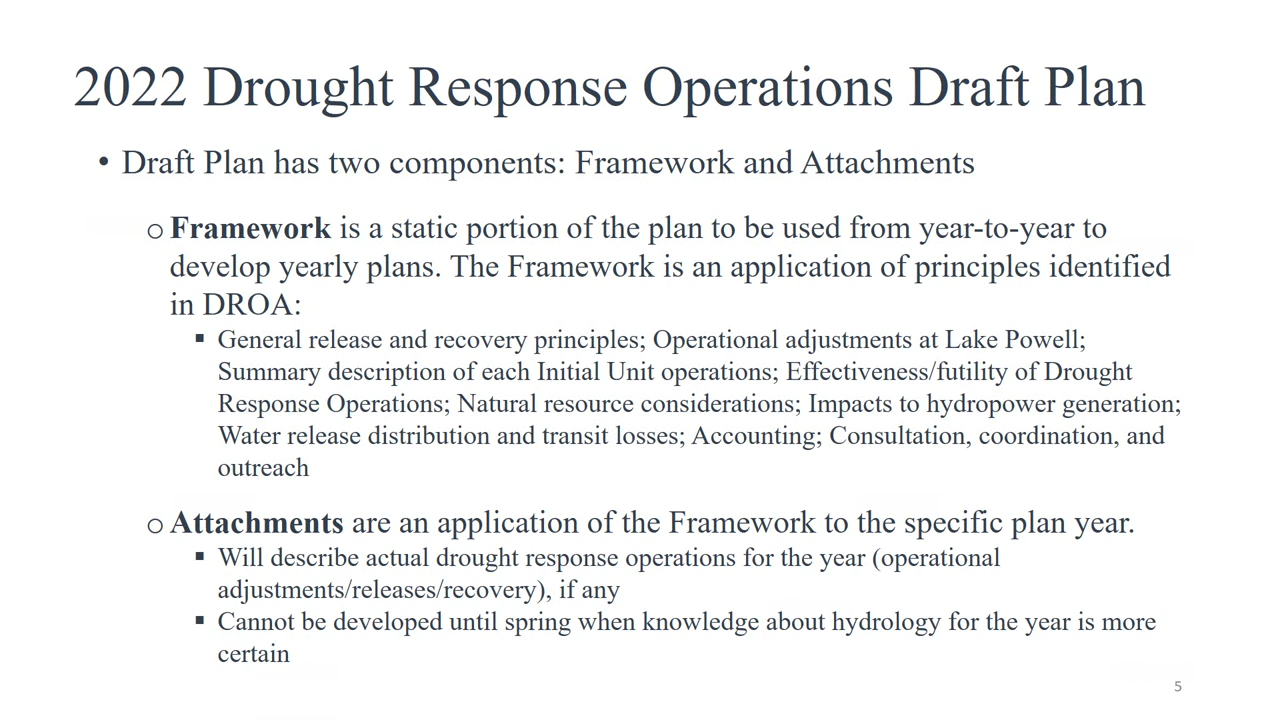 2022 Drought Response Operations Draft Plan
• Draft Plan has two components: Framework and Attachments
o Framework is a static portion of the plan to be used from year-to-year to
develop yearly plans. The Framework is an application of principles identified
in DROA:
▪ General release and recovery principles; Operational adjustments at Lake Powell;
Summary description of each Initial Unit operations; Effectiveness/futility of Drought
Response Operations; Natural resource considerations; Impacts to hydropower generation;
Water release distribution and transit losses; Accounting; Consultation, coordination, and
outreach
o Attachments are an application of the Framework to the specific plan year.
▪ Will describe actual drought response operations for the year (operational
adjustments/releases/recovery), if any
▪ Cannot be developed until spring when knowledge about hydrology for the year is more
certain
5